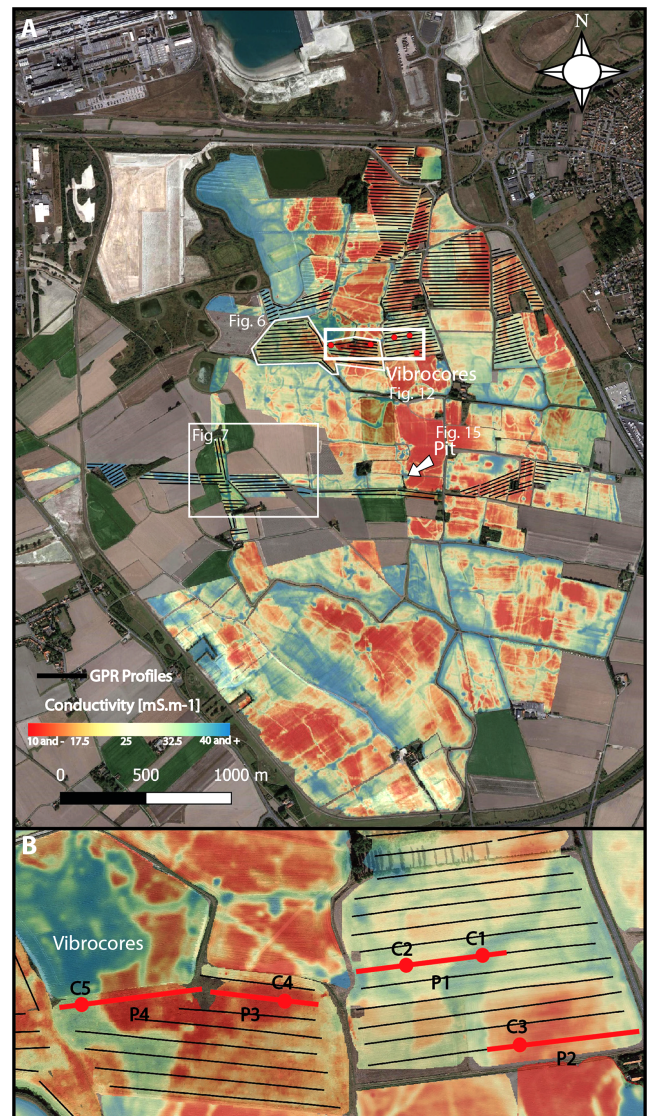 A
N
Fig. 6
Vibrocores
Fig. 12
Fig. 7
Fig. 15
Pit
GPR Profiles
Conductivity [mS.m-1]
10 and - 17.5 25 32.5 40 and +
0 500 1000 m
B
Vibrocores
C2 C1
P1
C5 C4
P4 P3
C3
P2